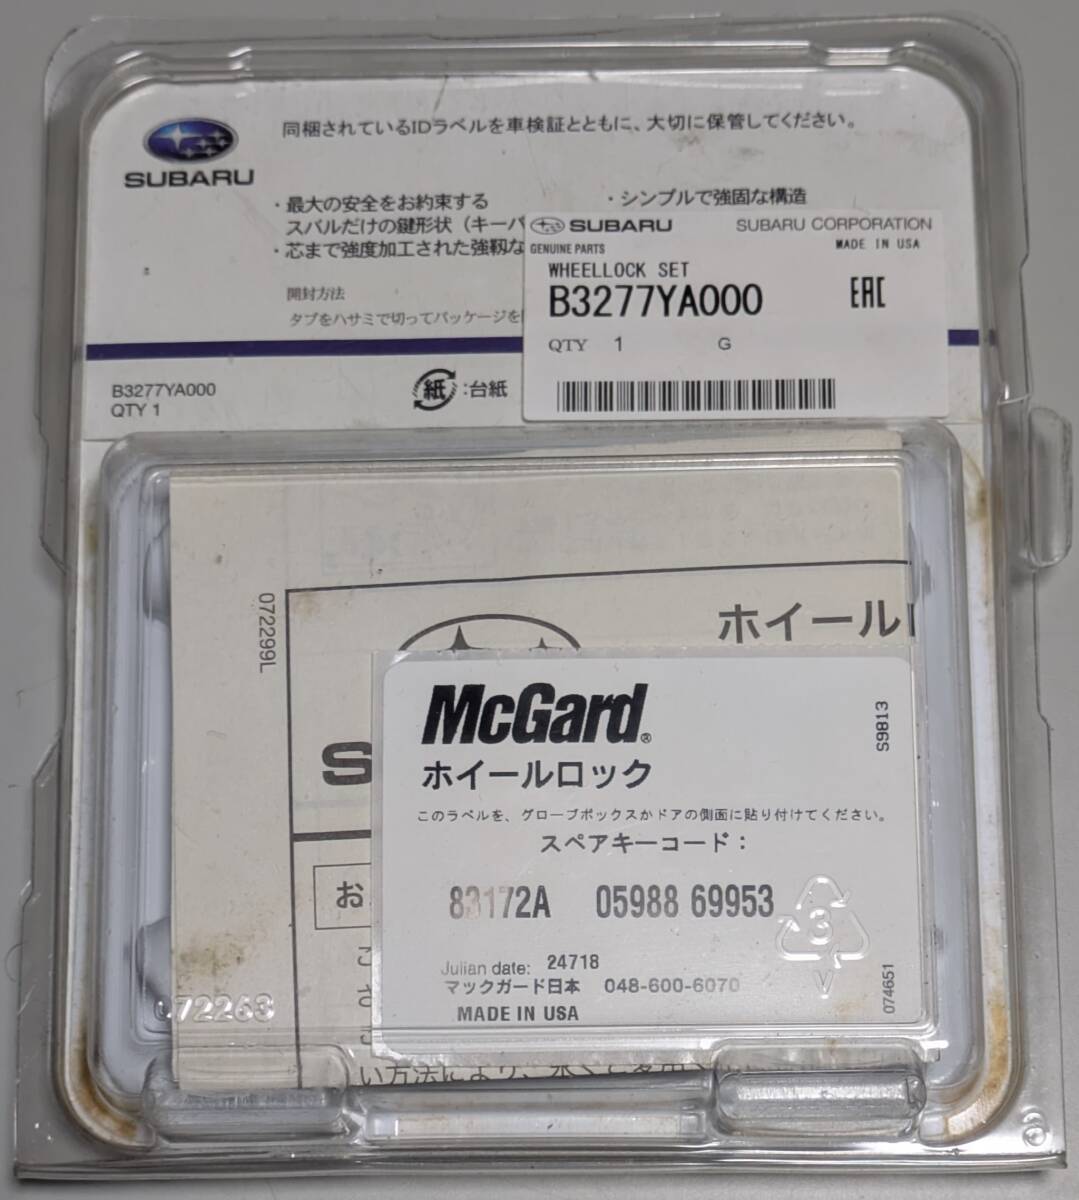 同梱されているIDラベルを車検証とともに、大切に保管してください。
SUBARU
・最大の安全をお約束する
スバルだけの鍵形状（キーパ
・芯まで強度加工された強靱な
・シンプルで強固な構造
開封方法
タブをハサミで切ってパッケージを
SUBARU
SUBARU CORPORATION
GENUINE PARTS
MADE IN USA
WHEELLOCK SET
B3277YA000
EAC
QTY 1 G
B3277YA000
QTY 1
紙:台紙
072299L
ホイール
S
お
McGard®
ホイールロック
S9813
このラベルを、グローブボックスかドアの側面に貼り付けてください。
スペアキーコード：
83172A 05988 69953
3
V
Julian date: 24718
マックガード日本 048-600-6070
MADE IN USA
074651
072263
い方法により、末